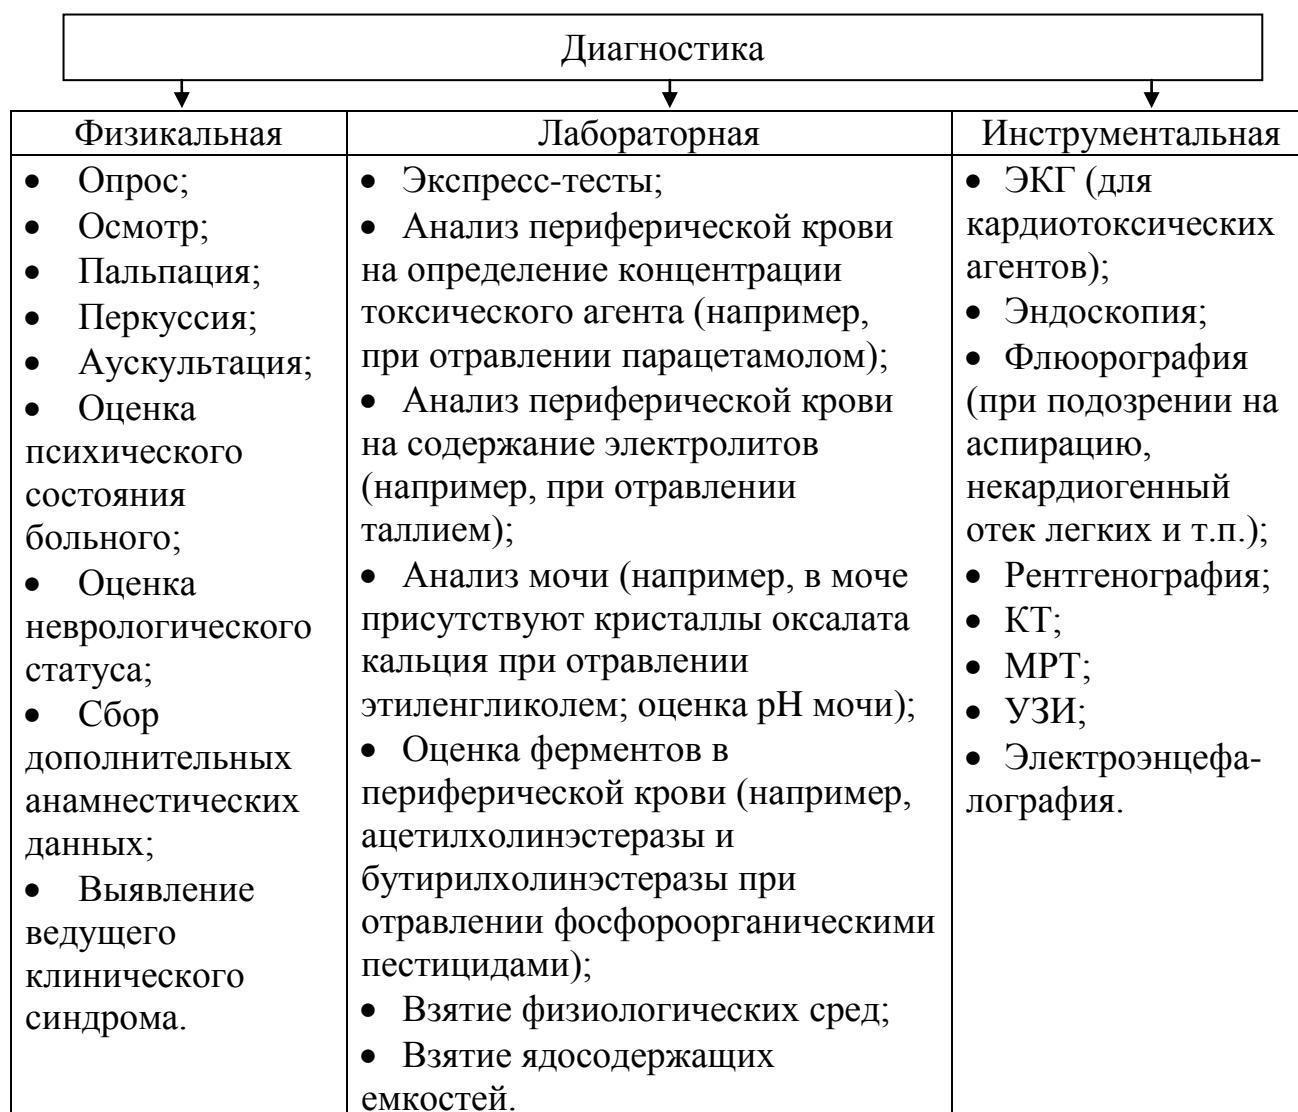 Диагностика
Физикальная
Лабораторная
Инструментальная
• Опрос;
• Осмотр;
• Пальпация;
• Перкуссия;
• Аускультация;
• Оценка
психического
состояния
больного;
• Оценка
неврологического
статуса;
• Сбор
дополнительных
анамнестических
данных;
• Выявление
ведущего
клинического
синдрома.
• Экспресс-тесты;
• Анализ периферической крови
на определение концентрации
токсического агента (например,
при отравлении парацетамолом);
• Анализ периферической крови
на содержание электролитов
(например, при отравлении
таллием);
• Анализ мочи (например, в моче
присутствуют кристаллы оксалата
кальция при отравлении
этиленгликолем; оценка pH мочи);
• Оценка ферментов в
периферической крови (например,
ацетилхолинэстеразы и
бутирилхолинэстеразы при
отравлении фосфороорганическими
пестицидами);
• Взятие физиологических сред;
• Взятие ядосодержащих
емкостей.
• ЭКГ (для
кардиотоксических
агентов);
• Эндоскопия;
• Флюорография
(при подозрении на
аспирацию,
некардиогенный
отек легких и т.п.);
• Рентгенография;
• КТ;
• МРТ;
• УЗИ;
• Электроэнцефа-
лография.